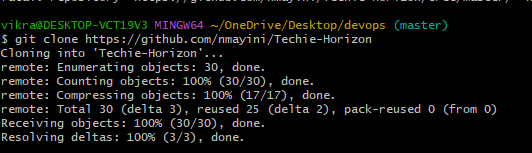 vikra@DESKTOP-VCT19V3 MINGW64 ~/OneDrive/Desktop/devops (master)
$ git clone https://github.com/nmayini/Techie-Horizon
Cloning into 'Techie-Horizon'...
remote: Enumerating objects: 30, done.
remote: Counting objects: 100% (30/30), done.
remote: Compressing objects: 100% (17/17), done.
remote: Total 30 (delta 3), reused 25 (delta 2), pack-reused 0 (from 0)
Receiving objects: 100% (30/30), done.
Resolving deltas: 100% (3/3), done.